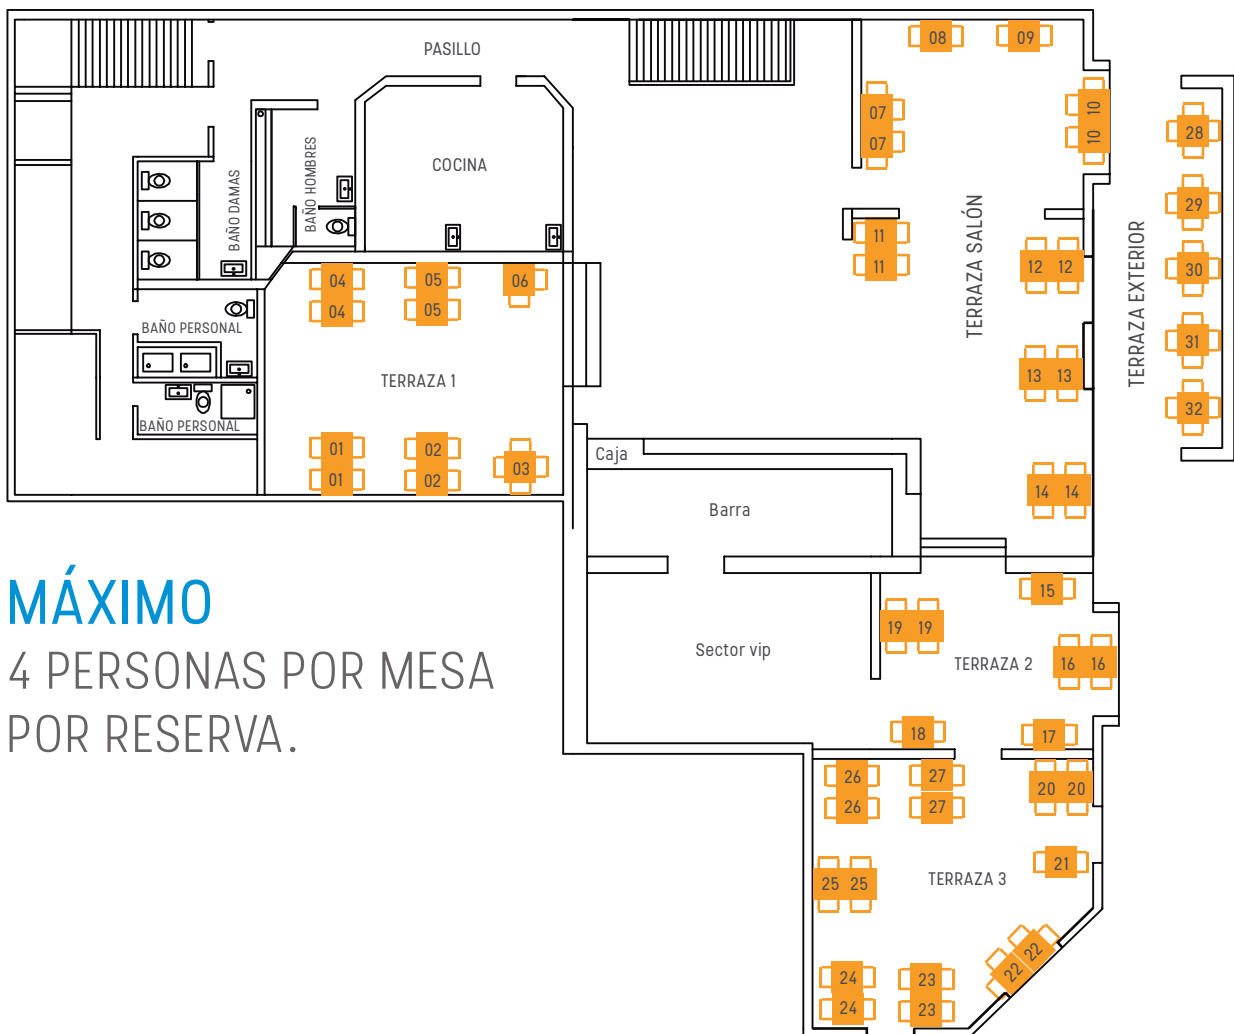 PASILLO
08
09
07
07
10
10
28
BAÑO HOMBRES
COCINA
BAÑO DAMAS
29
TERRAZA SALÓN
TERRAZA EXTERIOR
11
11
12 12
30
04
04
05
05
06
BAÑO PERSONAL
31
TERRAZA 1
13 13
32
BAÑO PERSONAL
01
01
02
02
03
Caja
14 14
Barra
MÁXIMO
4 PERSONAS POR MESA
POR RESERVA.
15
19 19
Sector vip
TERRAZA 2
16 16
18
17
26
26
27
27
20 20
21
25 25
TERRAZA 3
22
22
24
24
23
23